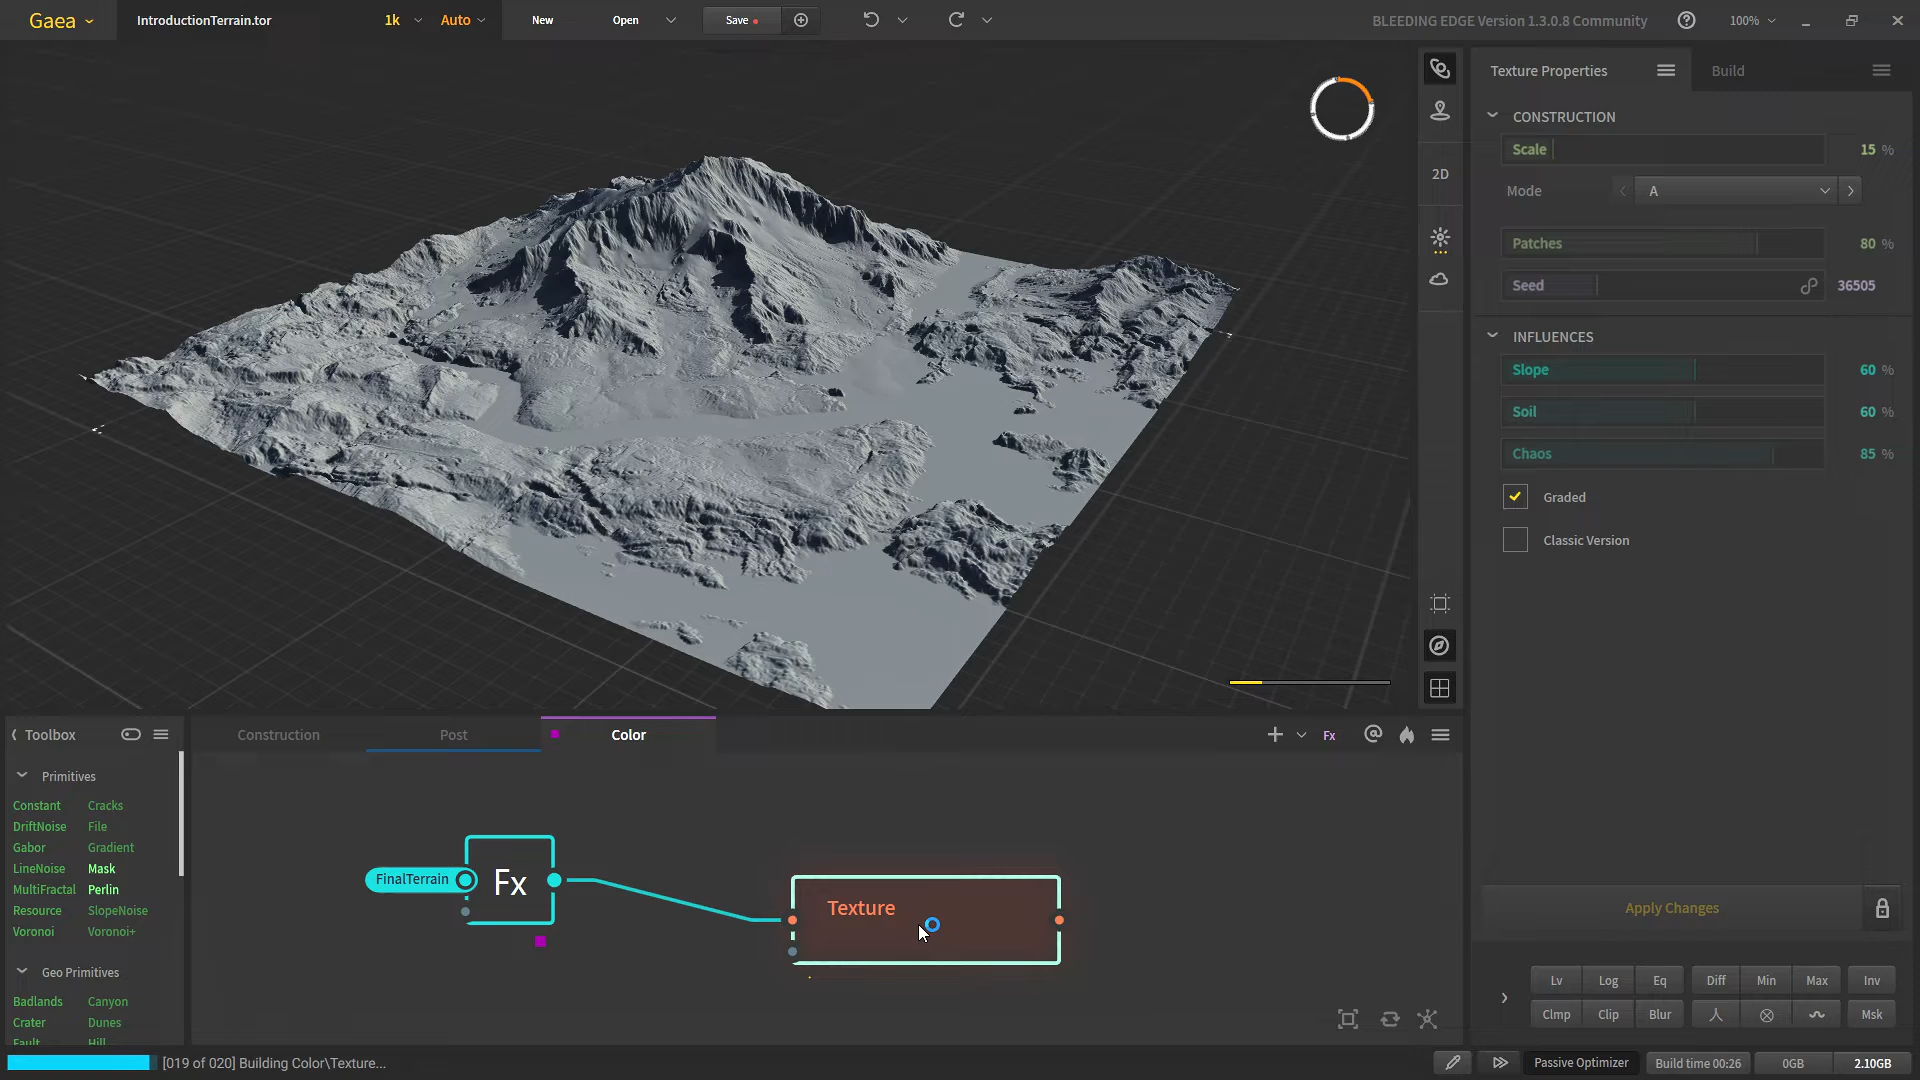 Gaea
IntroductionTerrain.tor
1k
Auto
New
Open
Save
BLEEDING EDGE Version 1.3.0.8 Community
100%
Texture Properties
Build
CONSTRUCTION
Scale
15 %
Mode
A
Patches
80 %
Seed
36505
INFLUENCES
Slope
60 %
Soil
60 %
Chaos
85 %
Graded
Classic Version
2D
Apply Changes
Lv
Log
Eq
Diff
Min
Max
Inv
Clmp
Clip
Blur
Msk
Toolbox
Construction
Post
Color
Fx
Primitives
Constant
Cracks
DriftNoise
File
Gabor
Gradient
LineNoise
Mask
MultiFractal
Perlin
Resource
SlopeNoise
Voronoi
Voronoi+
Geo Primitives
Badlands
Canyon
Crater
Dunes
Fault
Hill
FinalTerrain
Fx
Texture
[019 of 020] Building Color\Texture...
Passive Optimizer
Build time 00:26
0GB
2.10GB